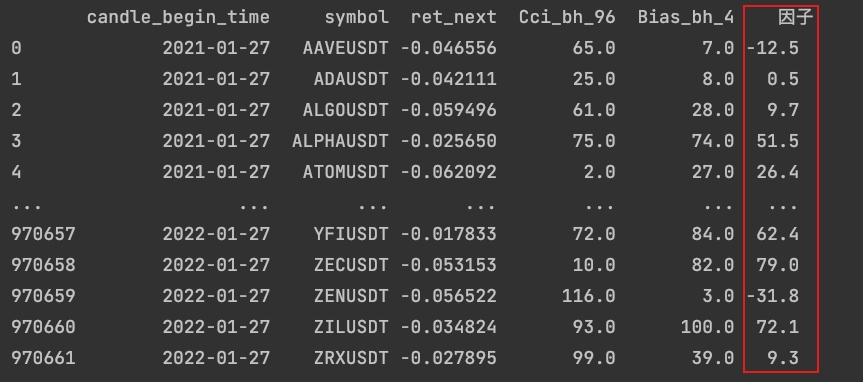 candle_begin_time symbol ret_next Cci_bh_96 Bias_bh_4 因子
0 2021-01-27 AAVEUSDT -0.046556 65.0 7.0 -12.5
1 2021-01-27 ADAUSDT -0.042111 25.0 8.0 0.5
2 2021-01-27 ALGOUSDT -0.059496 61.0 28.0 9.7
3 2021-01-27 ALPHAUSDT -0.025650 75.0 74.0 51.5
4 2021-01-27 ATOMUSDT -0.062092 2.0 27.0 26.4
... ... ... ... ... ... ...
970657 2022-01-27 YFIUSDT -0.017833 72.0 84.0 62.4
970658 2022-01-27 ZECUSDT -0.053153 10.0 82.0 79.0
970659 2022-01-27 ZENUSDT -0.056522 116.0 3.0 -31.8
970660 2022-01-27 ZILUSDT -0.034824 93.0 100.0 72.1
970661 2022-01-27 ZRXUSDT -0.027895 99.0 39.0 9.3